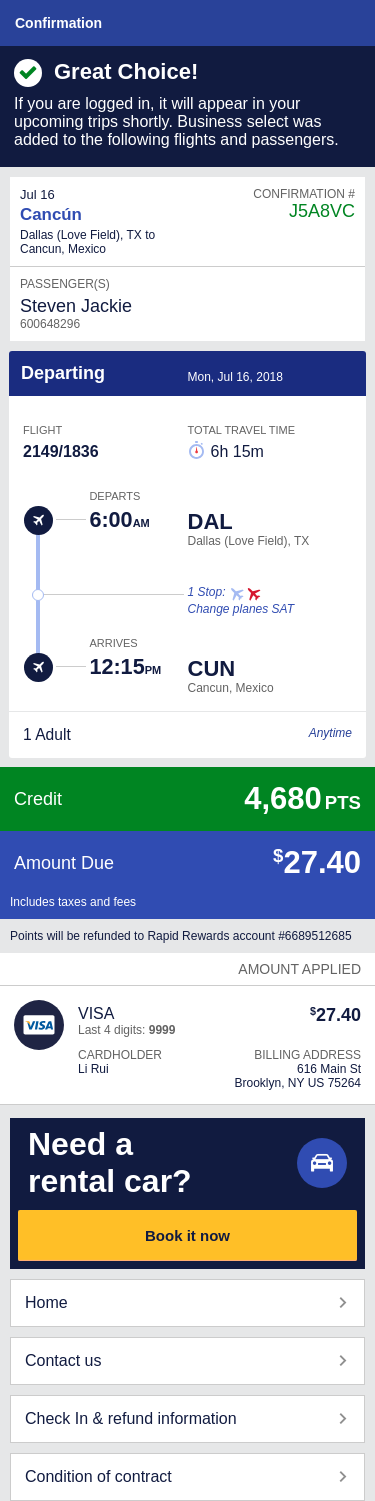 Confirmation
Great Choice!
If you are logged in, it will appear in your
upcoming trips shortly. Business select was
added to the following flights and passengers.
Jul 16
CONFIRMATION #
Cancún
J5A8VC
Dallas (Love Field), TX to
Cancun, Mexico
PASSENGER(S)
Steven Jackie
600648296
Departing
Mon, Jul 16, 2018
FLIGHT
TOTAL TRAVEL TIME
2149/1836
6h 15m
DEPARTS
6:00AM
DAL
Dallas (Love Field), TX
1 Stop:
Change planes SAT
ARRIVES
12:15PM
CUN
Cancun, Mexico
1 Adult
Anytime
Credit
4,680 PTS
Amount Due
$27.40
Includes taxes and fees
Points will be refunded to Rapid Rewards account #6689512685
AMOUNT APPLIED
VISA
VISA
$27.40
Last 4 digits: 9999
CARDHOLDER
BILLING ADDRESS
Li Rui
616 Main St
Brooklyn, NY US 75264
Need a
rental car?
Book it now
Home
Contact us
Check In & refund information
Condition of contract